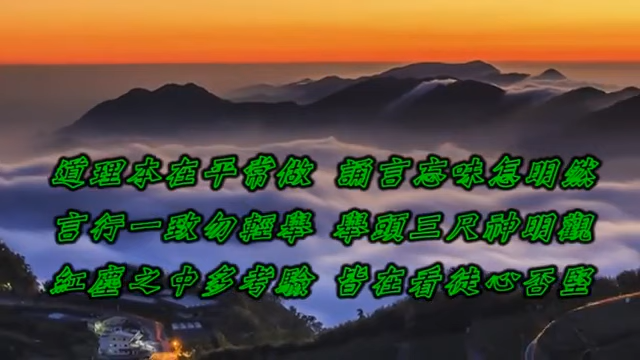 道理本在平常做 誦言忘味怎明然
言行一致勿輕舉 舉頭三尺神明觀
紅塵之中多考驗 皆在看徒心否堅